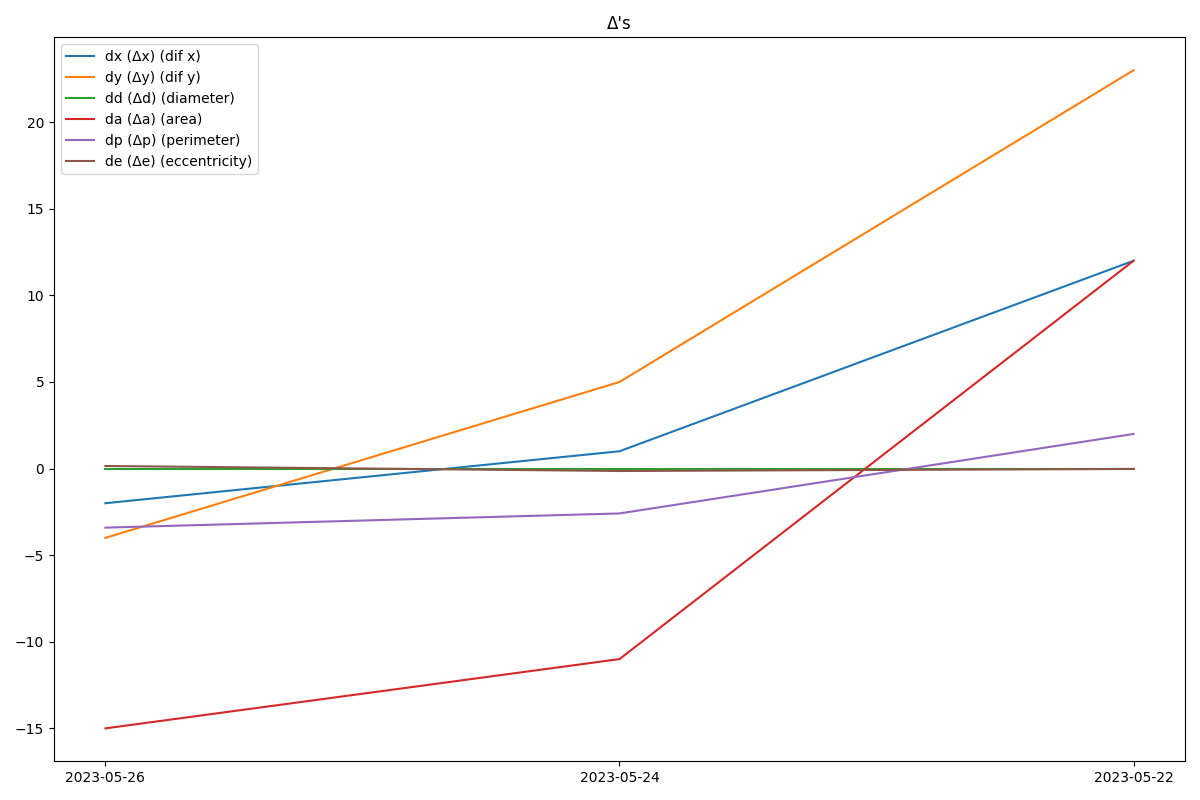 Δ's
dx (Δx) (dif x)
dy (Δy) (dif y)
dd (Δd) (diameter)
da (Δa) (area)
dp (Δp) (perimeter)
de (Δe) (eccentricity)
20
15
10
5
0
−5
−10
−15
2023-05-26 2023-05-24 2023-05-22